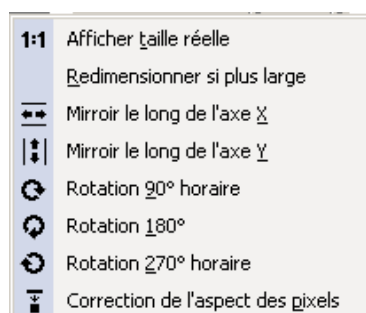 1:1 Afficher taille réelle
Redimensionner si plus large
Mirroir le long de l'axe X
Mirroir le long de l'axe Y
Rotation 90° horaire
Rotation 180°
Rotation 270° horaire
Correction de l'aspect des pixels